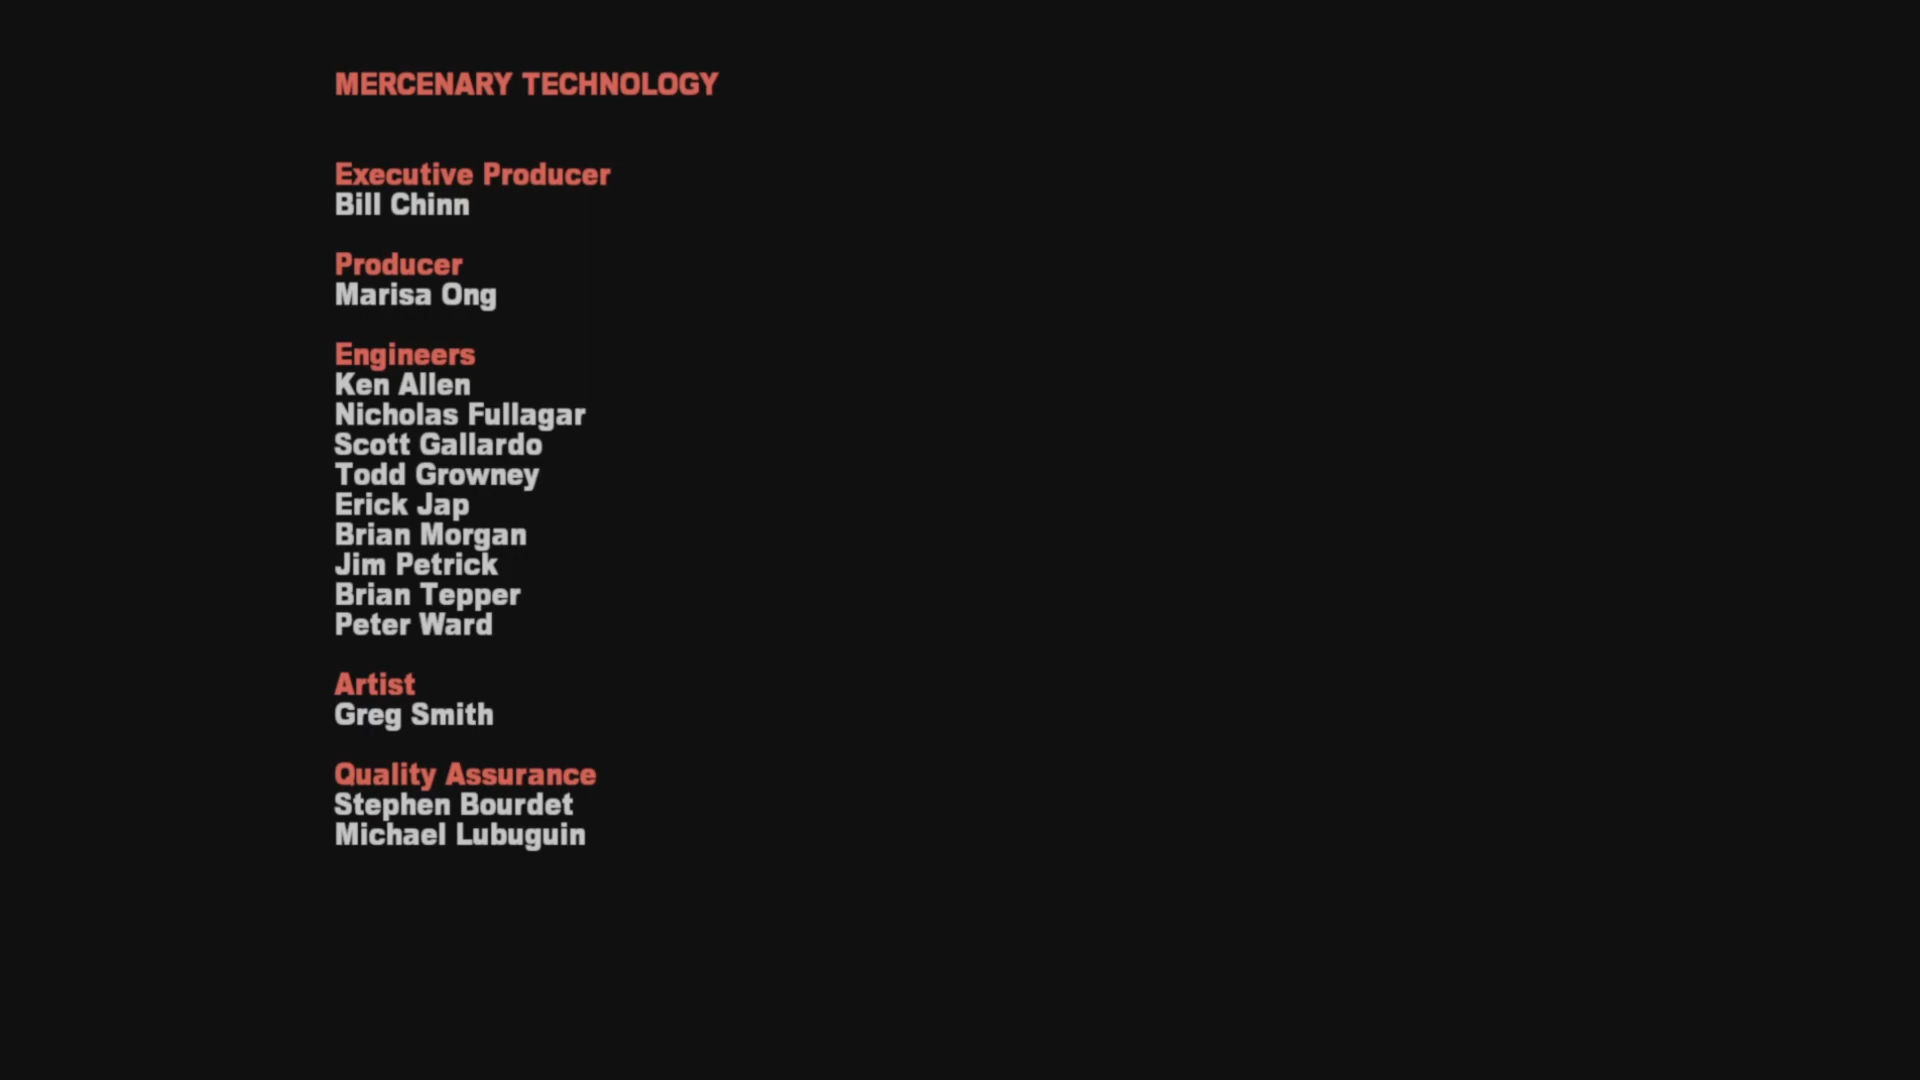 MERCENARY TECHNOLOGY
Executive Producer
Bill Chinn
Producer
Marisa Ong
Engineers
Ken Allen
Nicholas Fullagar
Scott Gallardo
Todd Growney
Erick Jap
Brian Morgan
Jim Petrick
Brian Tepper
Peter Ward
Artist
Greg Smith
Quality Assurance
Stephen Bourdet
Michael Lubuguin